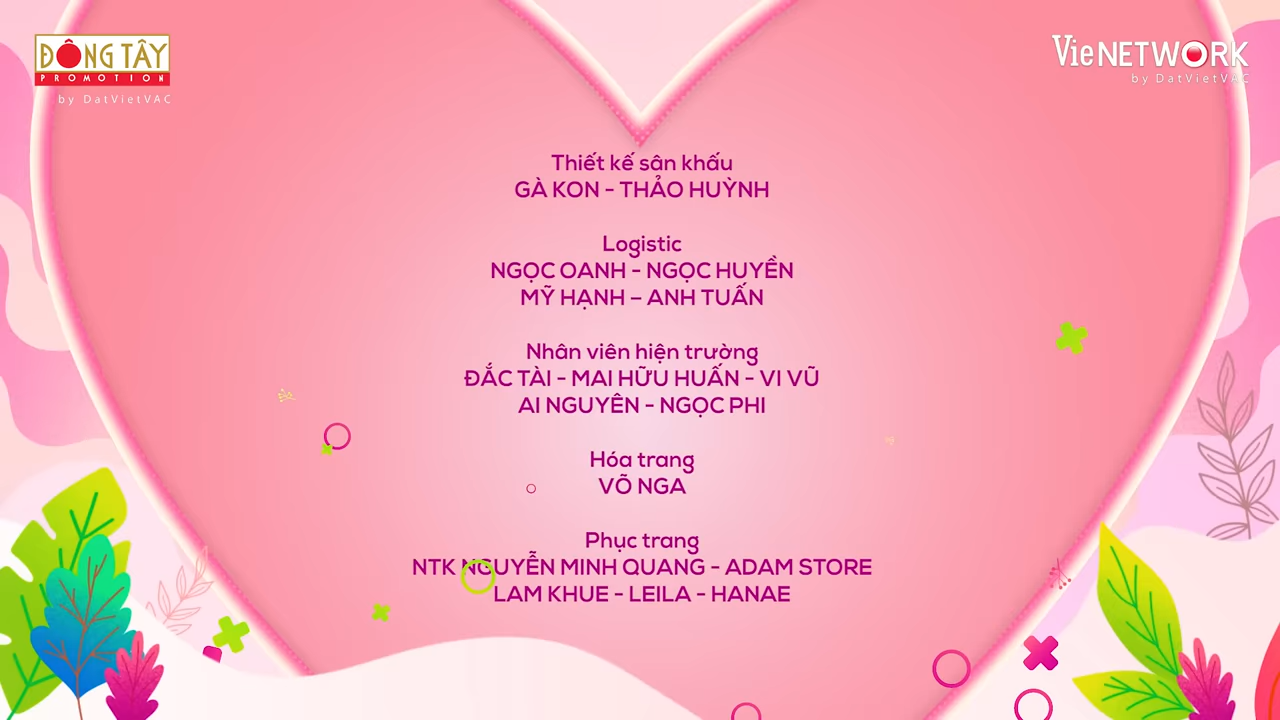 ĐÔNG TÂY
PROMOTION
by DatVietVAC
VieNETWORK
by DatVietVAC
Thiết kế sân khấu
GÀ KON - THẢO HUỲNH
Logistic
NGỌC OANH - NGỌC HUYỀN
MỸ HẠNH – ANH TUẤN
Nhân viên hiện trường
ĐẮC TÀI - MAI HỮU HUẤN - VI VŨ
AI NGUYÊN - NGỌC PHI
Hóa trang
VÕ NGA
Phục trang
NTK NGUYỄN MINH QUANG - ADAM STORE
LAM KHUE - LEILA - HANAE